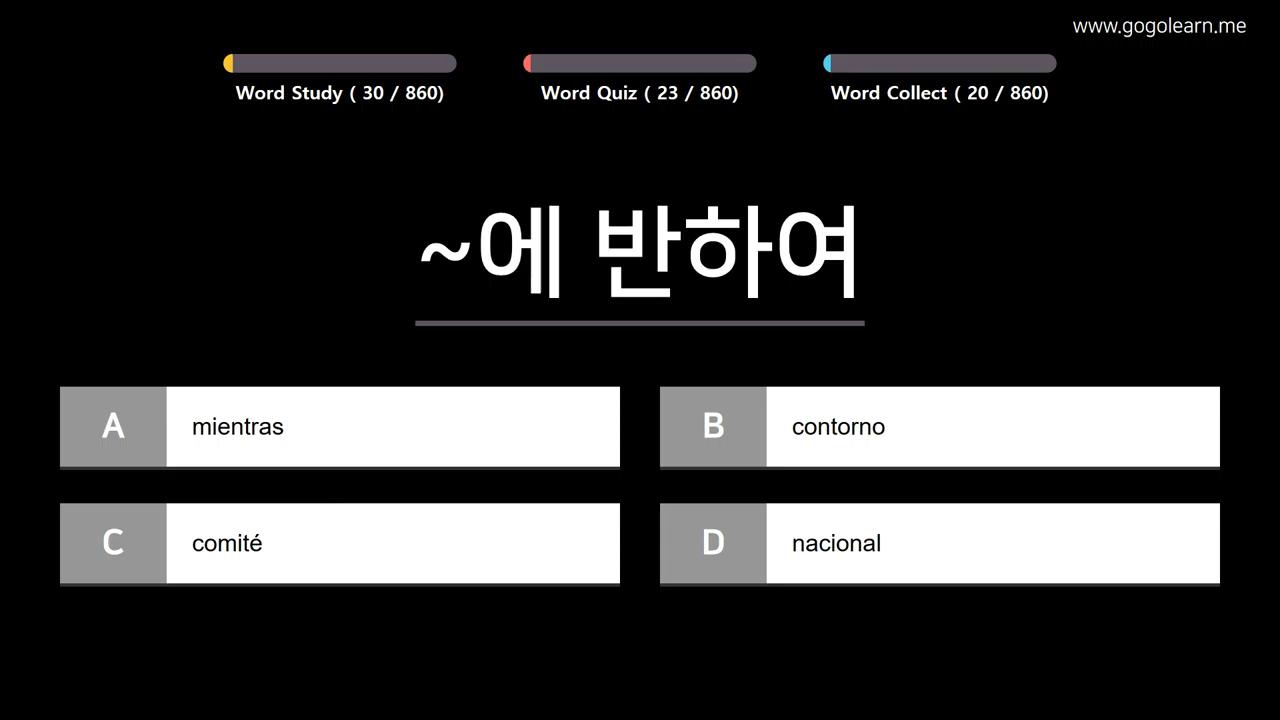 www.gogolearn.me
Word Study ( 30 / 860)
Word Quiz ( 23 / 860)
Word Collect ( 20 / 860)
~에 반하여
A mientras
B contorno
C comité
D nacional